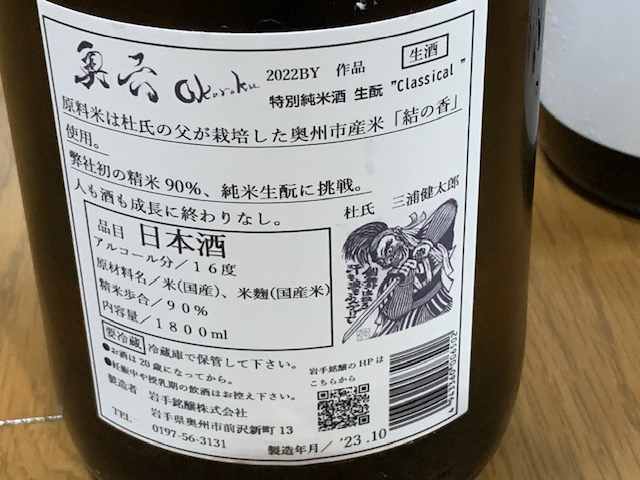 奥六 Okuroku 2022BY 作品 生酒
特別純米酒 生酛 "Classical"
原料米は杜氏の父が栽培した奥州市産米「結の香」
使用。
弊社初の精米90%、純米生酛に挑戦。
人も酒も成長に終わりなし。
杜氏 三浦健太郎
品目 日本酒
アルコール分/16度
原材料名/米(国産)、米麹(国産米)
精米歩合/90%
内容量/1800ml
要冷蔵 冷蔵庫で保管して下さい。
●お酒は20歳になってから。
●妊娠中や授乳期の飲酒はお控え下さい。
製造者 岩手銘醸株式会社
岩手県奥州市前沢新町13
TEL 0197-56-3131
岩手銘醸のHPは
こちらから
製造年月/ '23.10